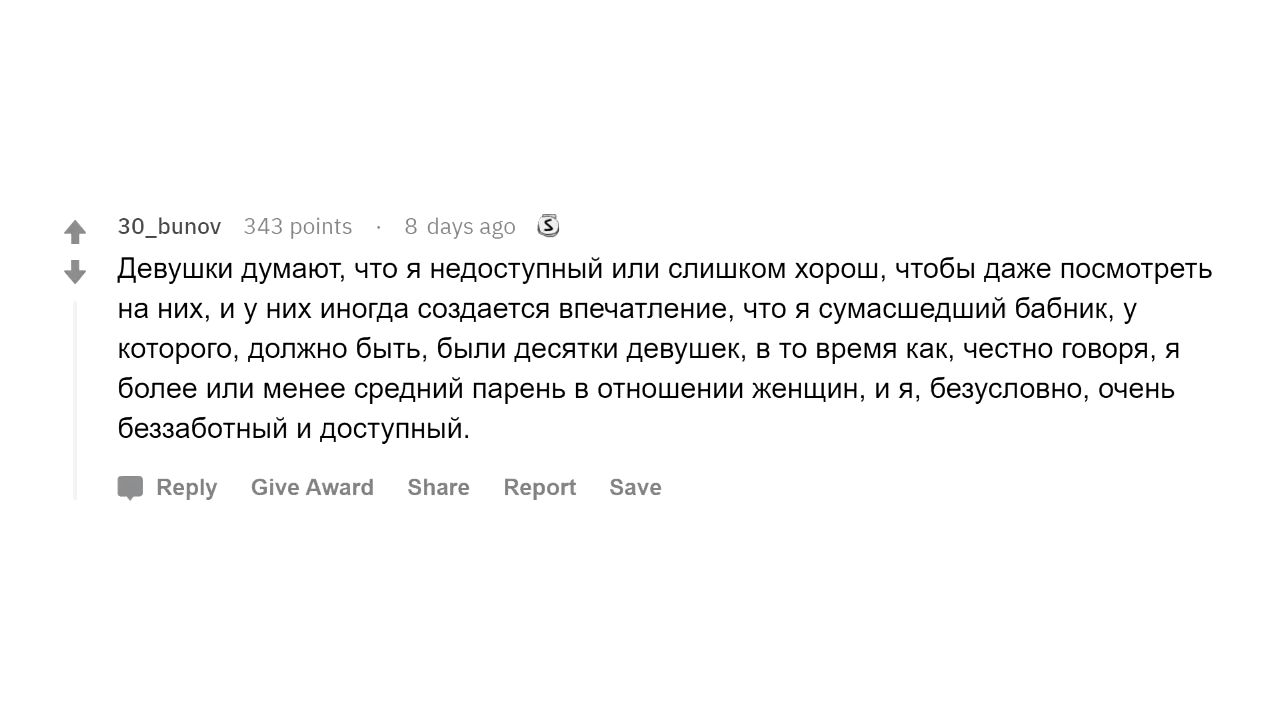 30_bunov 343 points · 8 days ago S
Девушки думают, что я недоступный или слишком хорош, чтобы даже посмотреть
на них, и у них иногда создается впечатление, что я сумасшедший бабник, у
которого, должно быть, были десятки девушек, в то время как, честно говоря, я
более или менее средний парень в отношении женщин, и я, безусловно, очень
беззаботный и доступный.
Reply Give Award Share Report Save